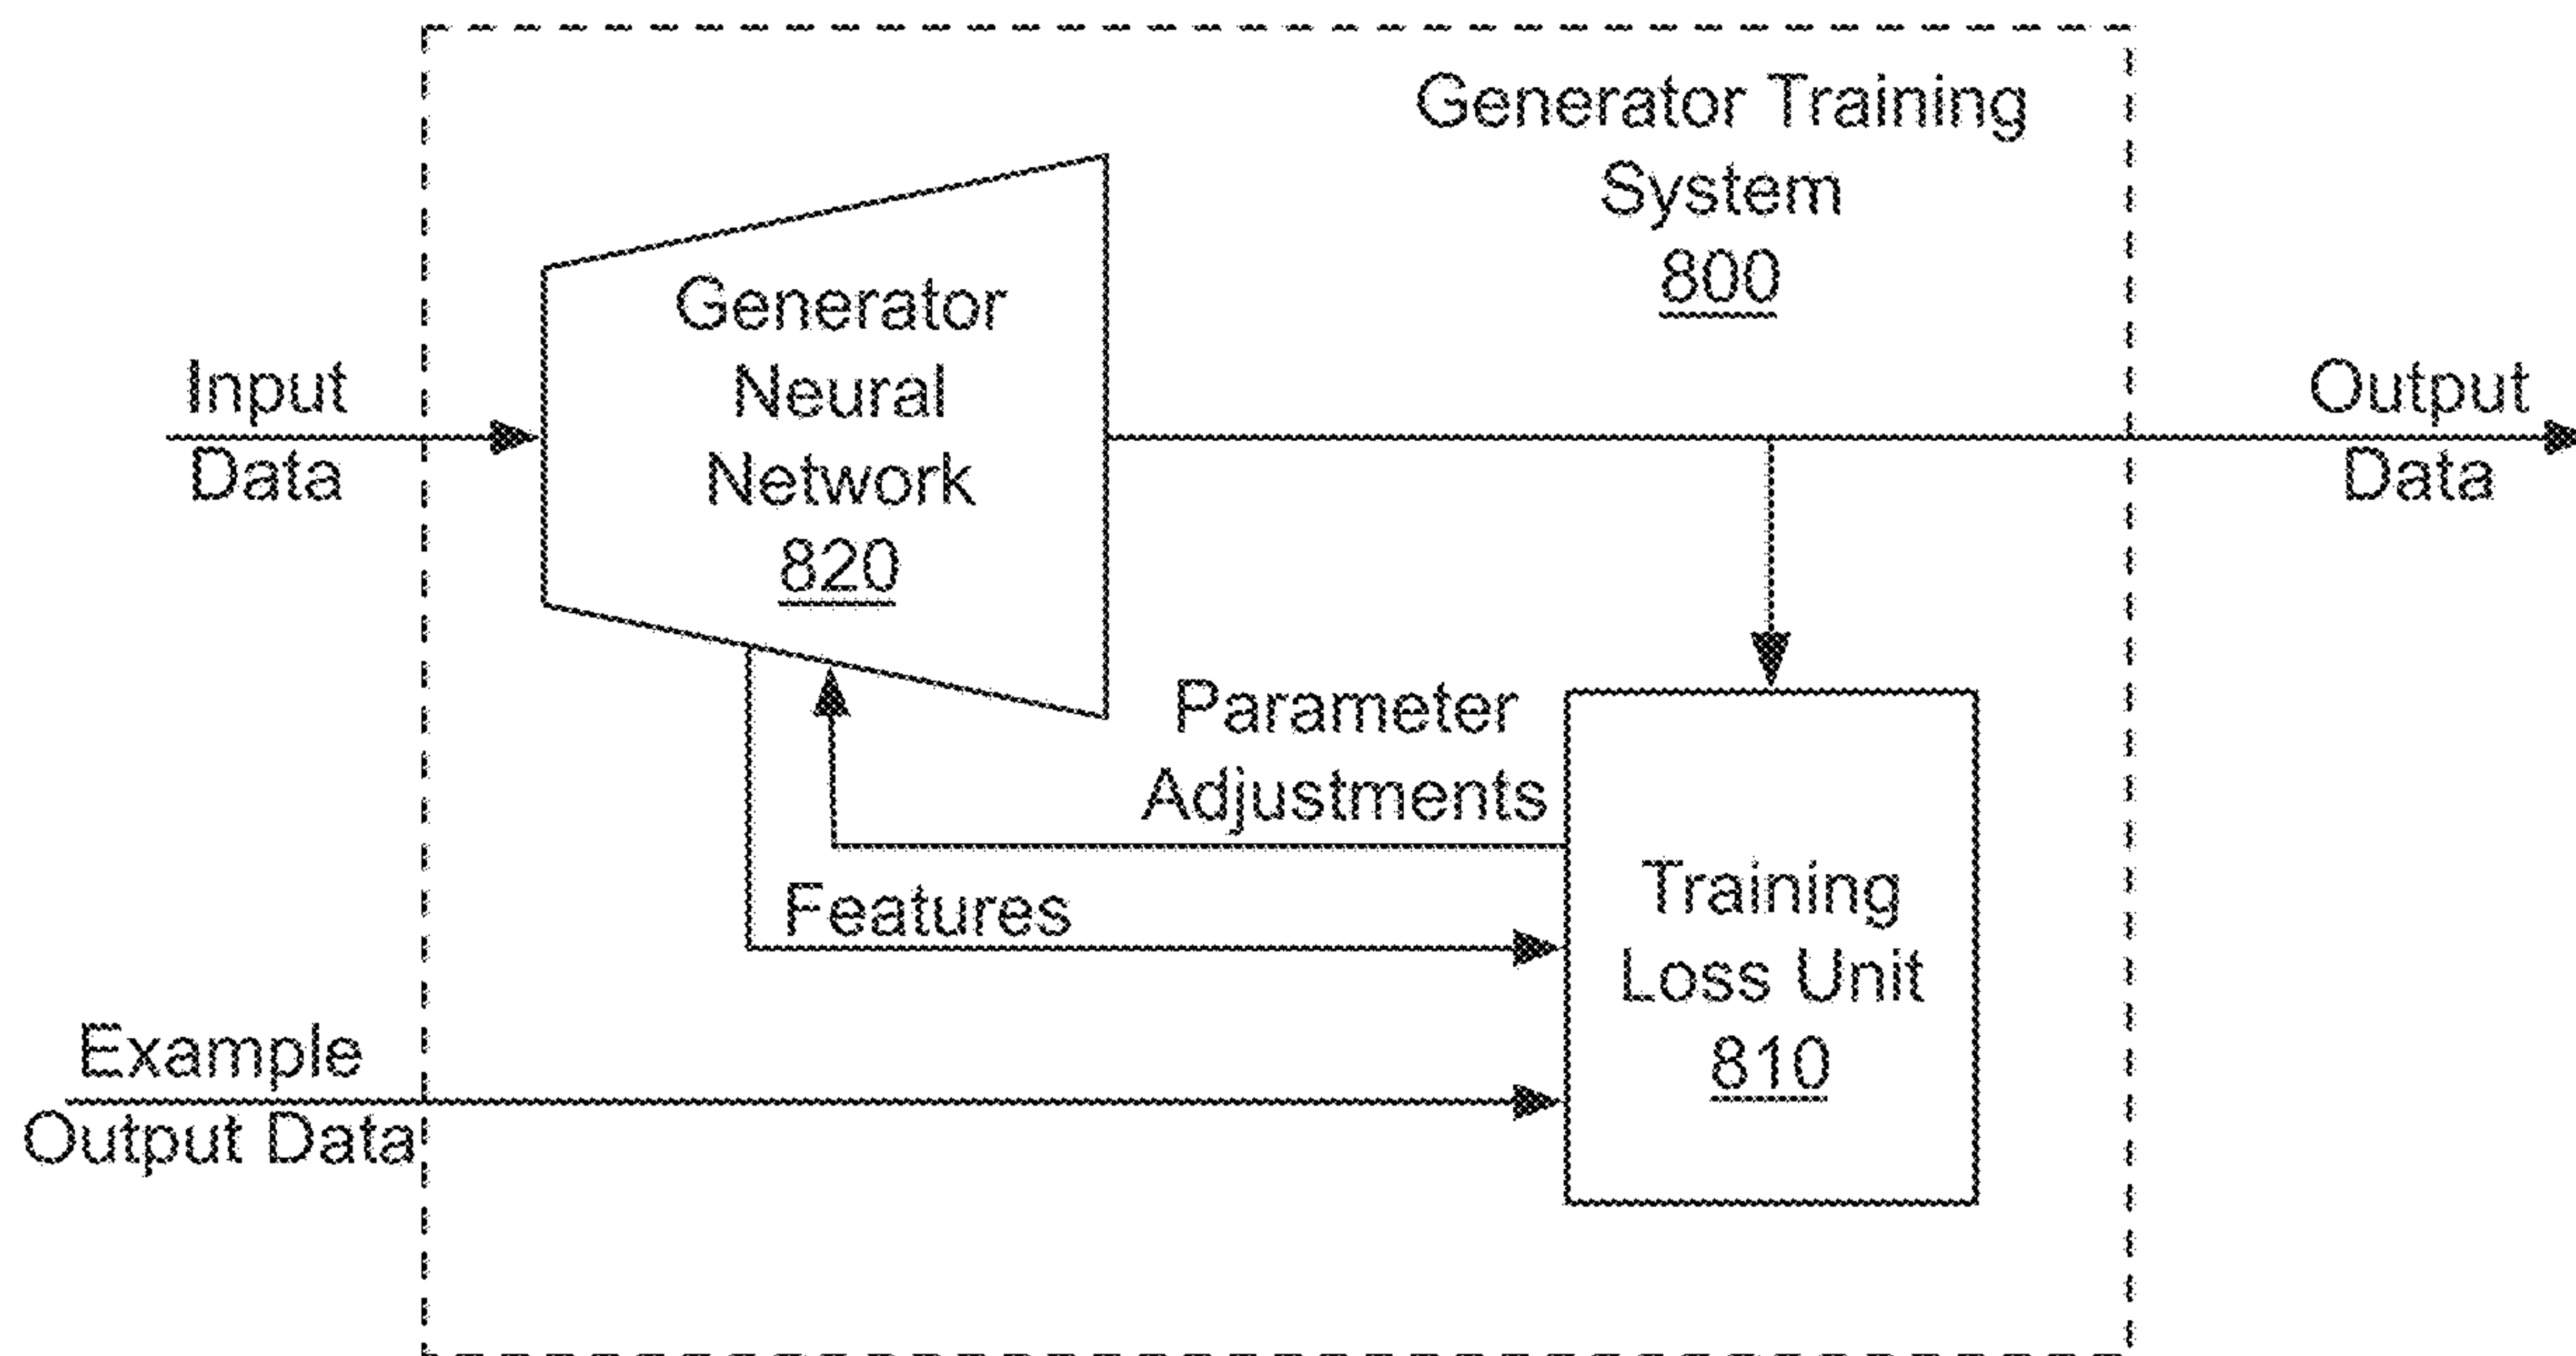 Generator Training
System
800
Generator
Neural
Network
820
Input
Data
Output
Data
Parameter
Adjustments
Features
Training
Loss Unit
810
Example
Output Data